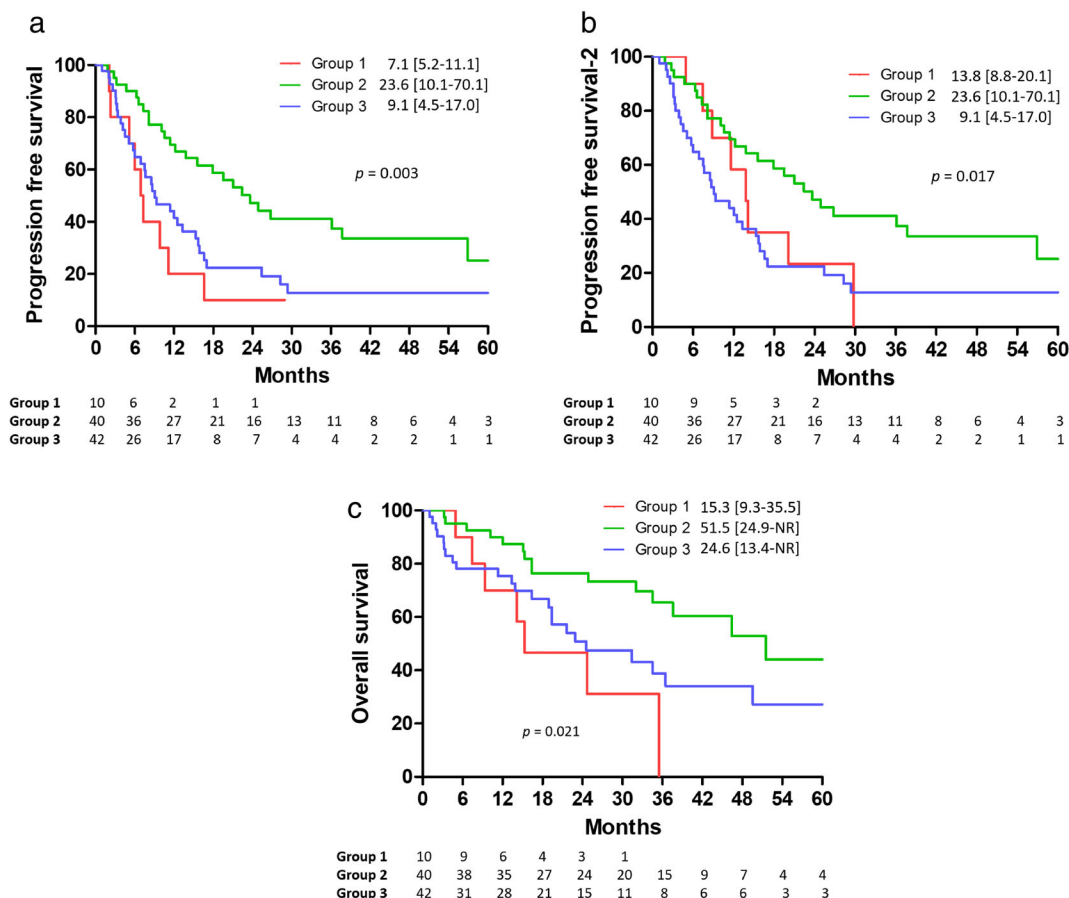 a
Group 1 7.1 [5.2-11.1]
Group 2 23.6 [10.1-70.1]
Group 3 9.1 [4.5-17.0]
p = 0.003
Progression free survival
100
80
60
40
20
0
0 6 12 18 24 30 36 42 48 54 60
Months
Group 1 10 6 2 1 1
Group 2 40 36 27 21 16 13 11 8 6 4 3
Group 3 42 26 17 8 7 4 4 2 2 1 1
b
Group 1 13.8 [8.8-20.1]
Group 2 23.6 [10.1-70.1]
Group 3 9.1 [4.5-17.0]
p = 0.017
Progression free survival-2
100
80
60
40
20
0
0 6 12 18 24 30 36 42 48 54 60
Months
Group 1 10 9 5 3 2
Group 2 40 36 27 21 16 13 11 8 6 4 3
Group 3 42 26 17 8 7 4 4 2 2 1 1
c
Group 1 15.3 [9.3-35.5]
Group 2 51.5 [24.9-NR]
Group 3 24.6 [13.4-NR]
p = 0.021
Overall survival
100
80
60
40
20
0
0 6 12 18 24 30 36 42 48 54 60
Months
Group 1 10 9 6 4 3 1
Group 2 40 38 35 27 24 20 15 9 7 4 4
Group 3 42 31 28 21 15 11 8 6 6 3 3